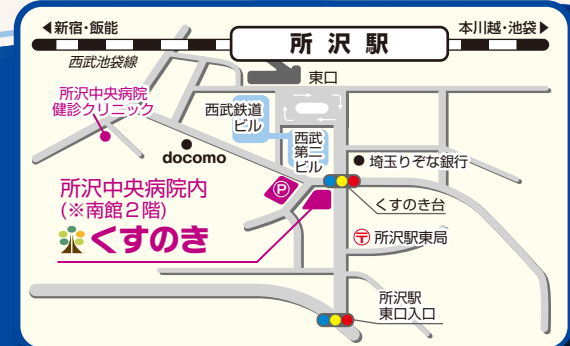 ◀新宿・飯能
所沢駅
本川越・池袋▶
西武池袋線
東口
所沢中央病院
健診クリニック
西武鉄道
ビル
docomo
西武
第二
ビル
埼玉りそな銀行
P
所沢中央病院内
(※南館2階)
くすのき
くすのき台
〒所沢駅東局
所沢駅
東口入口